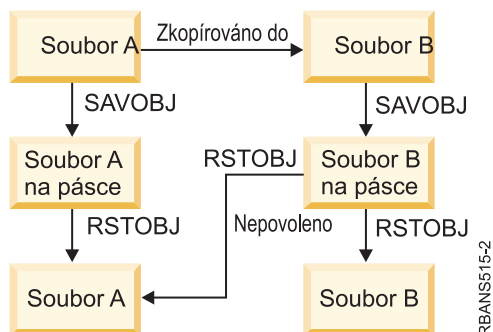 Soubor A
Zkopírováno do
Soubor B
SAVOBJ
SAVOBJ
Soubor A
na pásce
RSTOBJ
Soubor B
na pásce
RSTOBJ
Nepovoleno
RSTOBJ
Soubor A
Soubor B
RBANS515-2